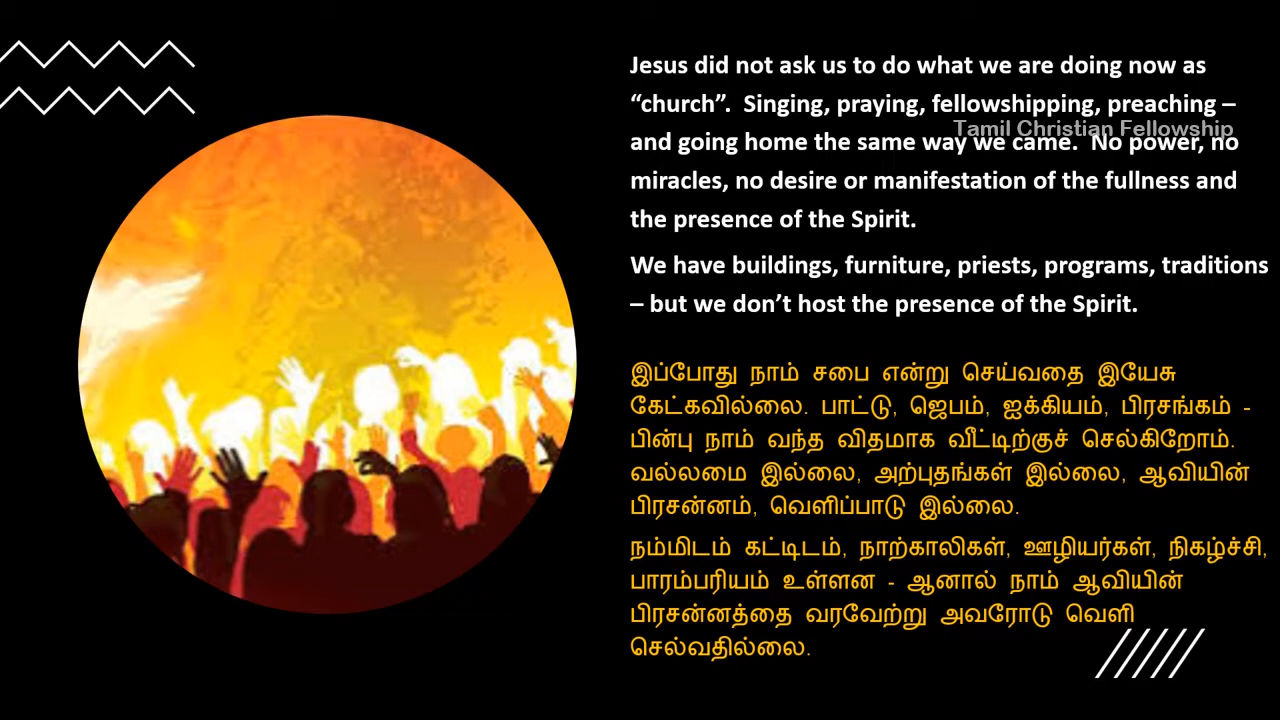 Jesus did not ask us to do what we are doing now as
“church”.  Singing, praying, fellowshipping, preaching –
Tamil Christian Fellowship
and going home the same way we came.  No power, no
miracles, no desire or manifestation of the fullness and
the presence of the Spirit.
We have buildings, furniture, priests, programs, traditions
– but we don’t host the presence of the Spirit.
இப்போது நாம் சபை என்று செய்வதை இயேசு
கேட்கவில்லை. பாட்டு, ஜெபம், ஐக்கியம், பிரசங்கம் -
பின்பு நாம் வந்த விதமாக வீட்டிற்குச் செல்கிறோம்.
வல்லமை இல்லை, அற்புதங்கள் இல்லை, ஆவியின்
பிரசன்னம், வெளிப்பாடு இல்லை.
நம்மிடம் கட்டிடம், நாற்காலிகள், ஊழியர்கள், நிகழ்ச்சி,
பாரம்பரியம் உள்ளன - ஆனால் நாம் ஆவியின்
பிரசன்னத்தை வரவேற்று அவரோடு வெளி
செல்வதில்லை.